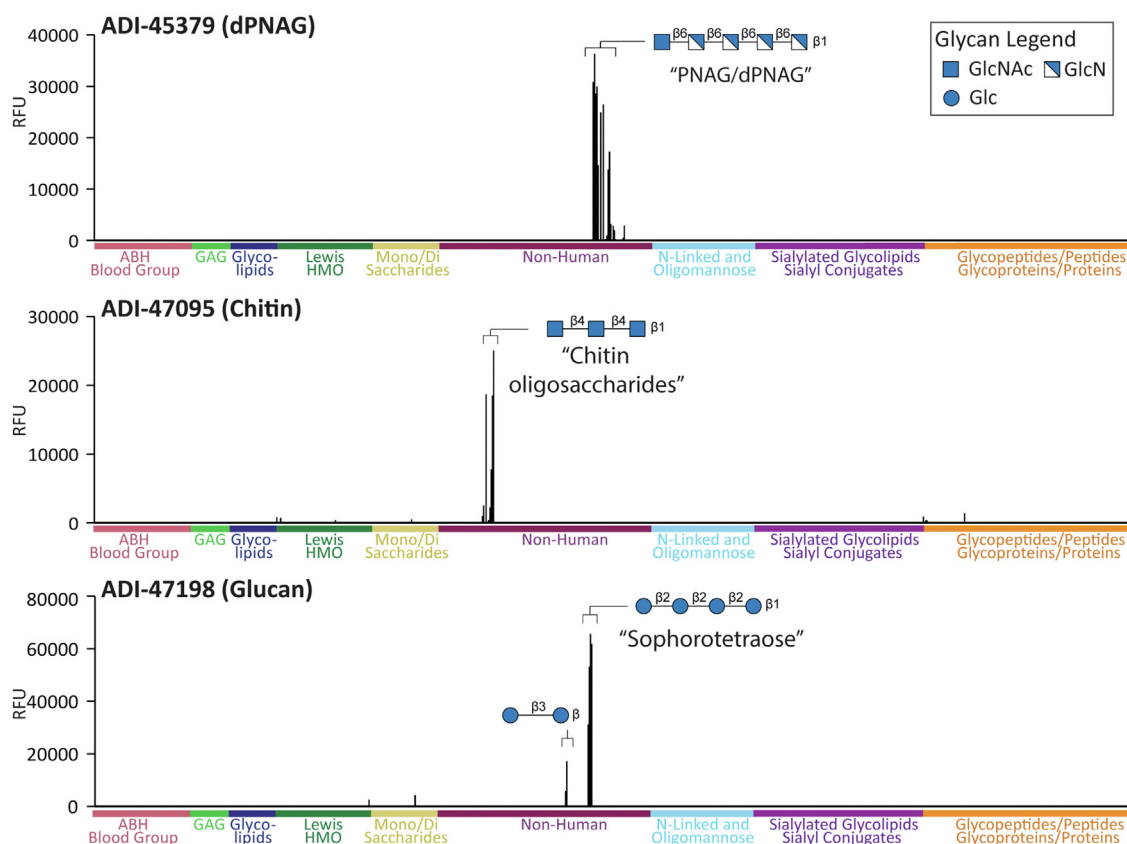 ADI-45379 (dPNAG)
40000
30000
20000
10000
0
RFU
β6 β6 β6 β6 β1
“PNAG/dPNAG”
Glycan Legend
GlcNAc GlcN
Glc
ABH
Blood Group
GAG
Glyco-
lipids
Lewis
HMO
Mono/Di
Saccharides
Non-Human
N-Linked and
Oligomannose
Sialylated Glycolipids
Sialyl Conjugates
Glycopeptides/Peptides
Glycoproteins/Proteins
ADI-47095 (Chitin)
30000
20000
10000
0
RFU
β4 β4 β1
“Chitin
oligosaccharides”
ABH
Blood Group
GAG
Glyco-
lipids
Lewis
HMO
Mono/Di
Saccharides
Non-Human
N-Linked and
Oligomannose
Sialylated Glycolipids
Sialyl Conjugates
Glycopeptides/Peptides
Glycoproteins/Proteins
ADI-47198 (Glucan)
80000
60000
40000
20000
0
RFU
β2 β2 β2 β1
“Sophorotetraose”
β3 β
ABH
Blood Group
GAG
Glyco-
lipids
Lewis
HMO
Mono/Di
Saccharides
Non-Human
N-Linked and
Oligomannose
Sialylated Glycolipids
Sialyl Conjugates
Glycopeptides/Peptides
Glycoproteins/Proteins